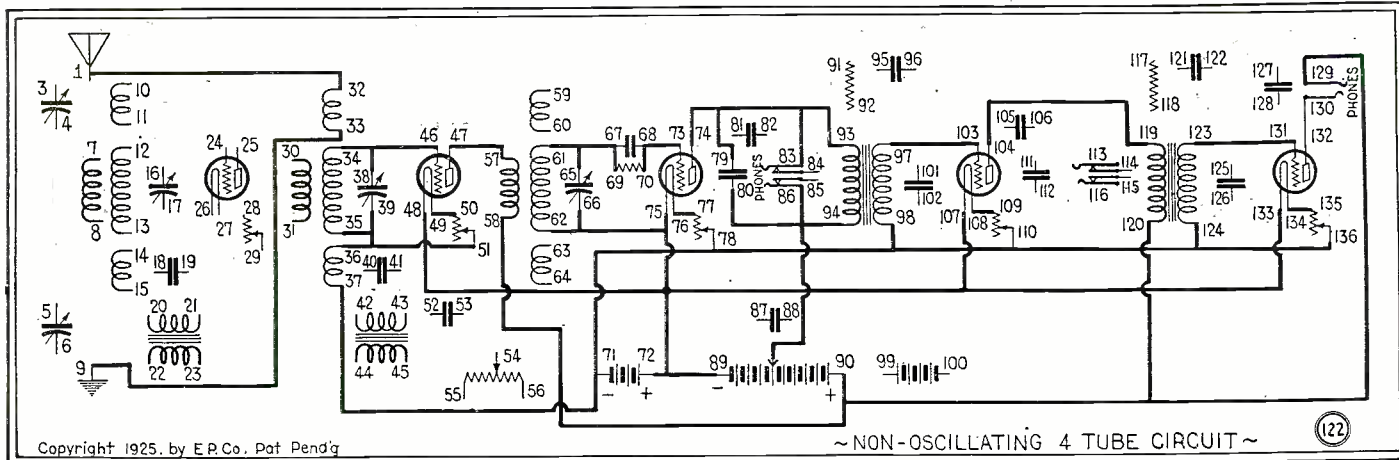 91 95 96 117 121 122
1 127 129
3 10 32 59 92 118 128 130
4 11 33 60 67 68 73 74 81 82 105 106 PHONES
24 25 46 47 93 103 104 119 123 131 132
7 12 30 34 57 61 69 70 79 83 84 97 101 111 113 114
16 17 38 39 65 66 80 PHONES 86 85 102 112 116 115 125 126
8 13 26 27 28 31 35 48 49 50 58 62 75 76 77 94 98 107 108 109 120 124 133 134 135
14 29 36 51 63 78 110 136
15 18 19 37 40 41 64
5 20 21 42 43 52 53 87 88
6 22 23 44 45 54 71 72 89 90 99 100
9 55 56 − + − +
Copyright 1925. by E.P.Co. Pat Pend'g
~NON-OSCILLATING 4 TUBE CIRCUIT~
122